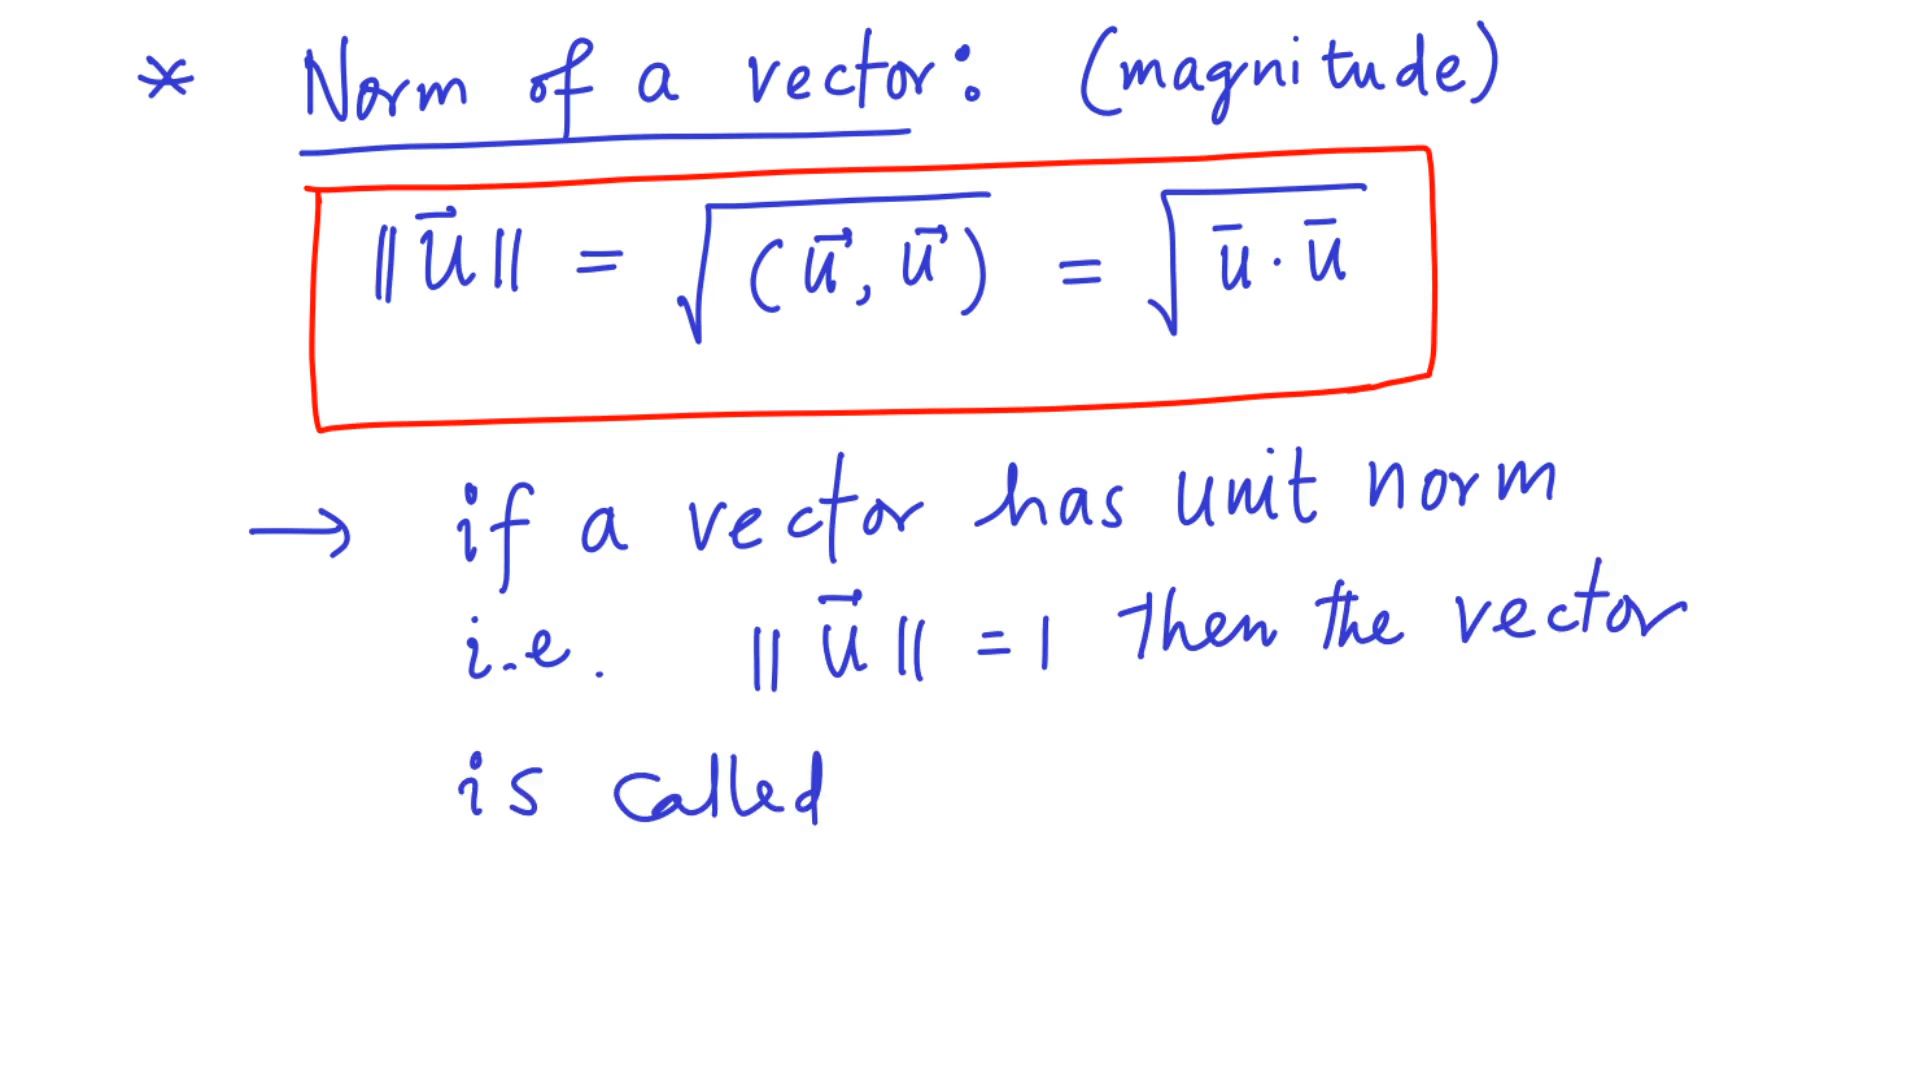 * Norm of a vector: (magnitude)
‖u⃗‖ = √(u⃗, u⃗) = √ū · ū
→ if a vector has unit norm
i.e. ‖u⃗‖ = 1 then the vector
is called